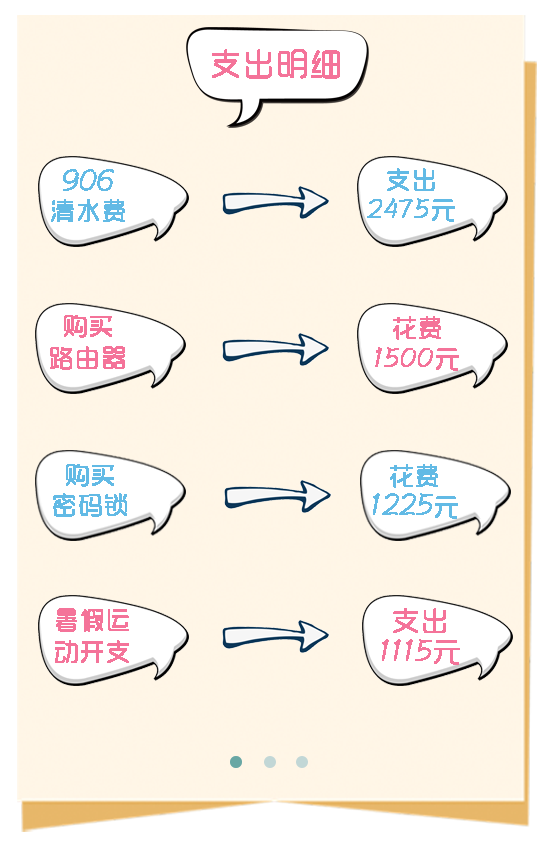 支出明细
906
清水费
支出
2475元
购买
路由器
花费
1500元
购买
密码锁
花费
1225元
暑假运
动开支
支出
1115元